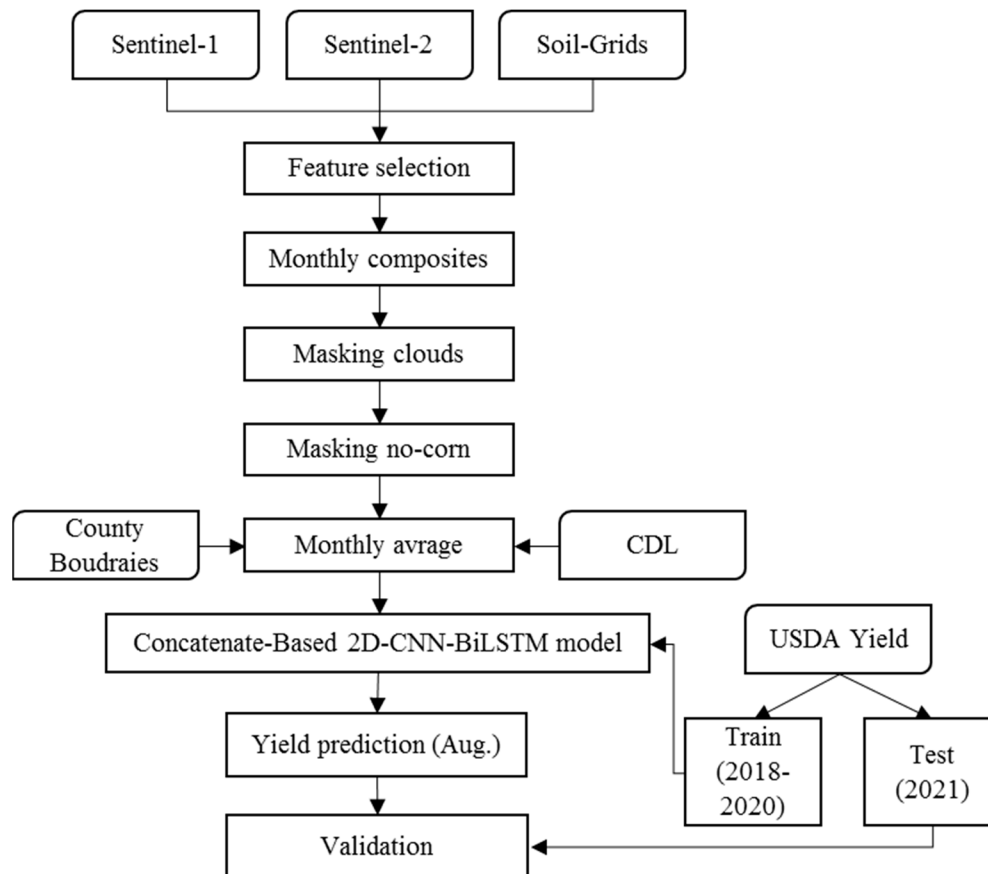 Sentinel-1
Sentinel-2
Soil-Grids
Feature selection
Monthly composites
Masking clouds
Masking no-corn
County
Boudraies
Monthly avrage
CDL
Concatenate-Based 2D-CNN-BiLSTM model
USDA Yield
Yield prediction (Aug.)
Train
(2018-
2020)
Test
(2021)
Validation